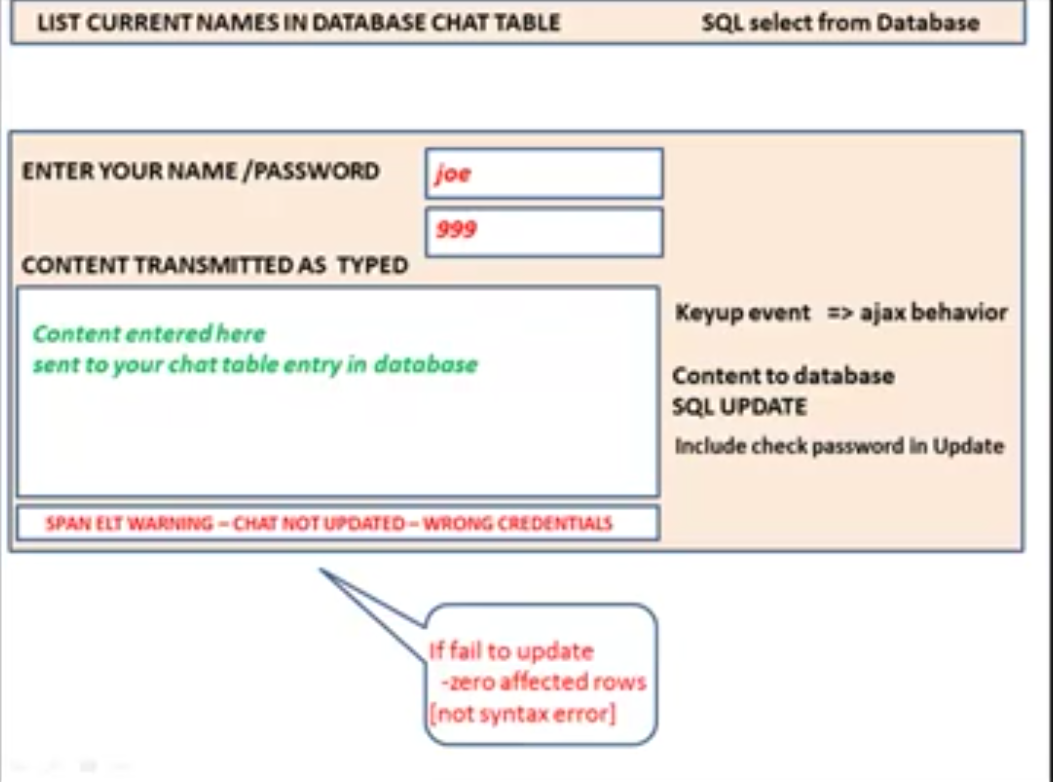 LIST CURRENT NAMES IN DATABASE CHAT TABLE SQL select from Database
ENTER YOUR NAME /PASSWORD joe
999
CONTENT TRANSMITTED AS TYPED
Content entered here
sent to your chat table entry in database
Keyup event => ajax behavior
Content to database
SQL UPDATE
Include check password in Update
SPAN ELT WARNING – CHAT NOT UPDATED – WRONG CREDENTIALS
If fail to update
-zero affected rows
[not syntax error]